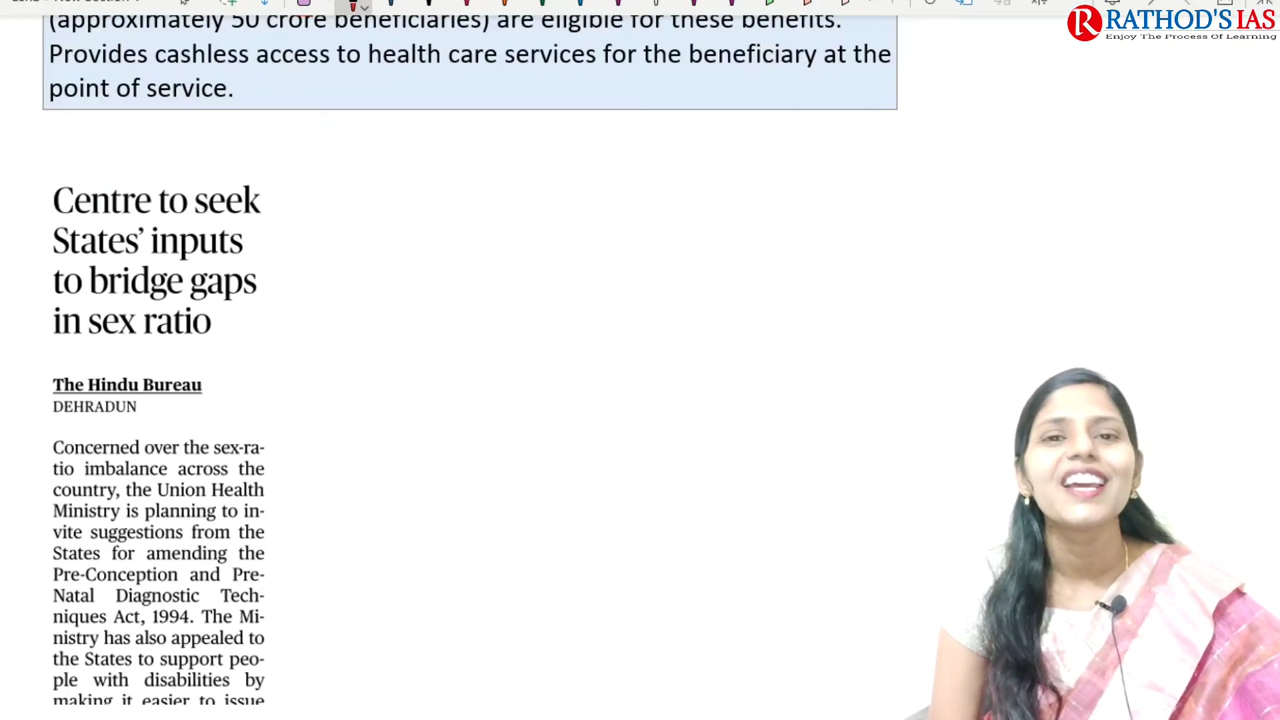 RATHOD'S IAS
Enjoy The Process Of Learning
(approximately 50 crore beneficiaries) are eligible for these benefits.
Provides cashless access to health care services for the beneficiary at the
point of service.
Centre to seek
States’ inputs
to bridge gaps
in sex ratio
The Hindu Bureau
DEHRADUN
Concerned over the sex-ra-
tio imbalance across the
country, the Union Health
Ministry is planning to in-
vite suggestions from the
States for amending the
Pre-Conception and Pre-
Natal Diagnostic Tech-
niques Act, 1994. The Mi-
nistry has also appealed to
the States to support peo-
ple with disabilities by
making it easier to issue